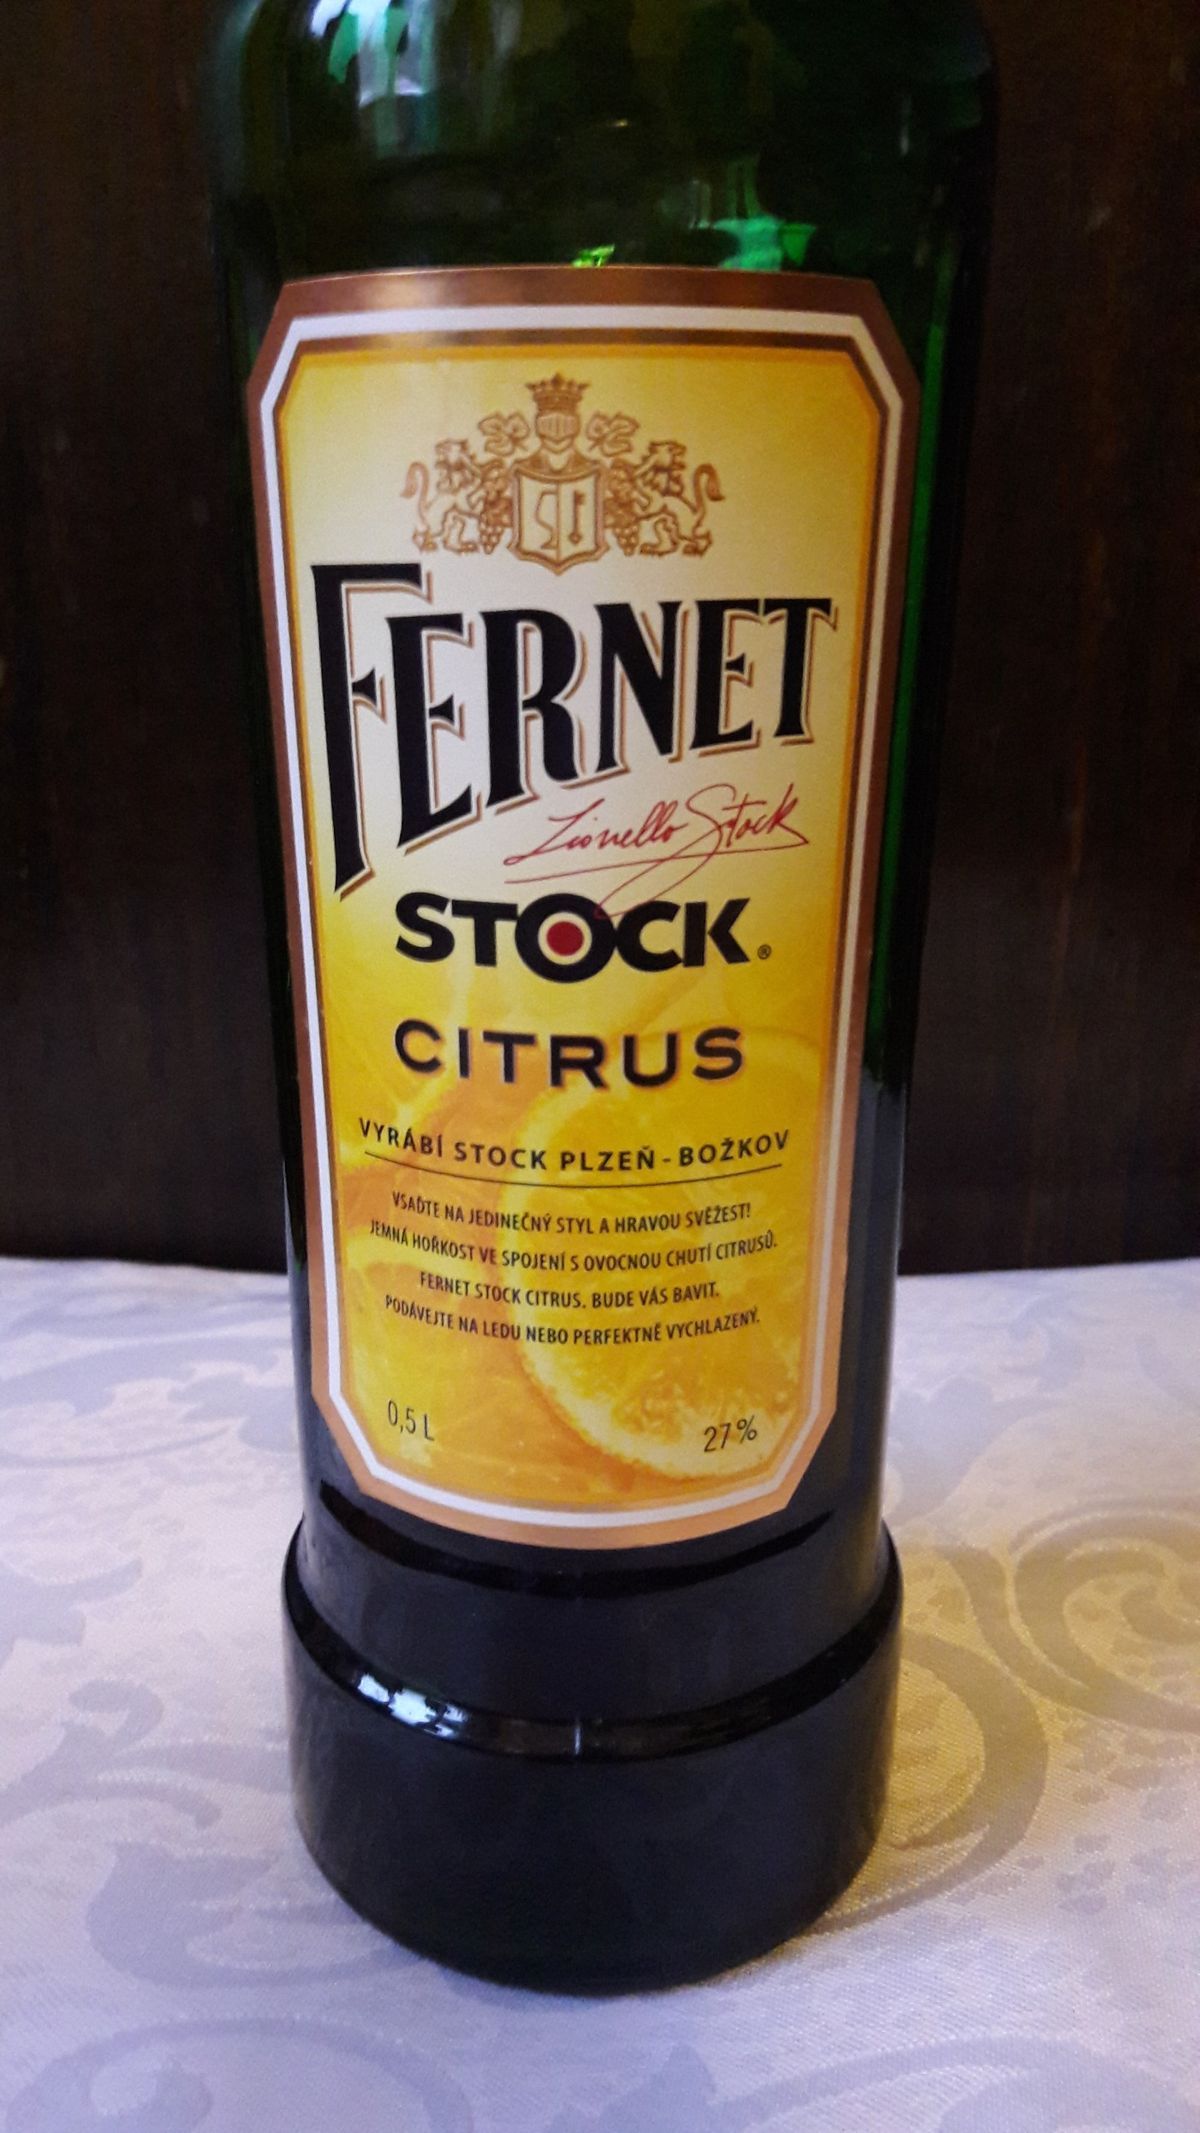 FERNET
Lionello Stock
STOCK®
CITRUS
VYRÁBÍ STOCK PLZEŇ - BOŽKOV
VSAĎTE NA JEDINEČNÝ STYL A HRAVOU SVĚŽEST!
JEMNÁ HOŘKOST VE SPOJENÍ S OVOCNOU CHUTÍ CITRUSŮ.
FERNET STOCK CITRUS. BUDE VÁS BAVIT.
PODÁVEJTE NA LEDU NEBO PERFEKTNĚ VYCHLAZENÝ.
0,5 L 27%